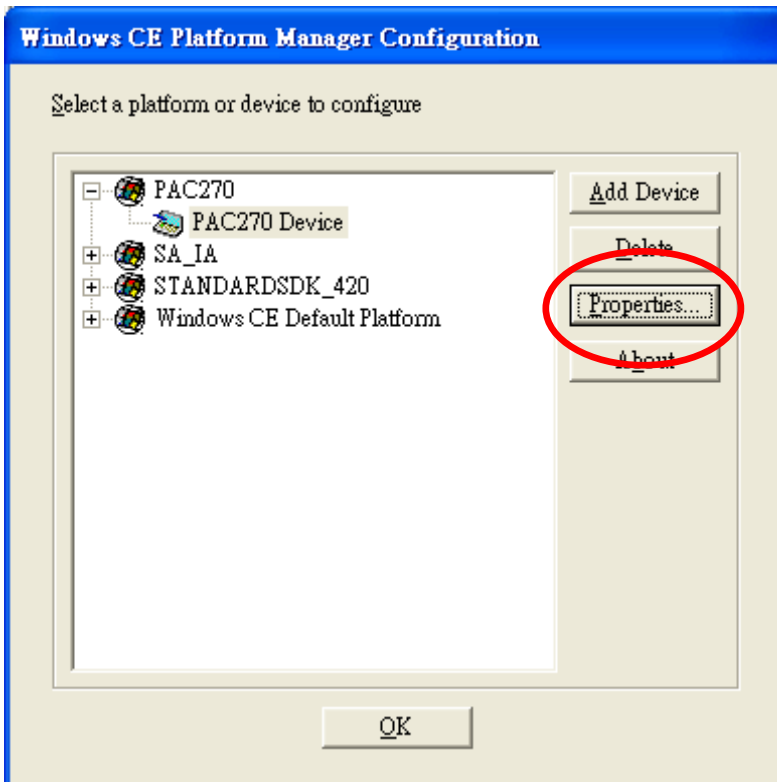 Windows CE Platform Manager Configuration
Select a platform or device to configure
PAC270
PAC270 Device
SA_IA
STANDARDSDK_420
Windows CE Default Platform
Add Device
Delete
Properties...
About
OK